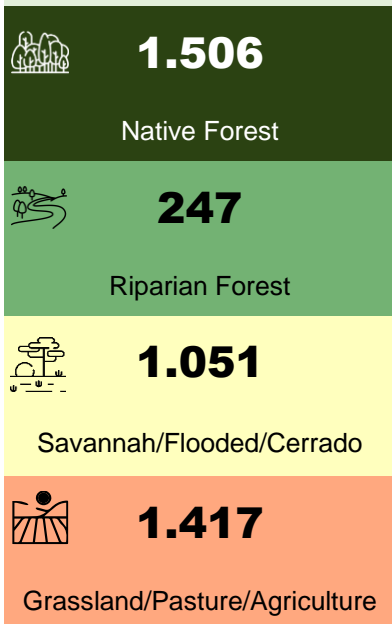 1.506
Native Forest
247
Riparian Forest
1.051
Savannah/Flooded/Cerrado
1.417
Grassland/Pasture/Agriculture